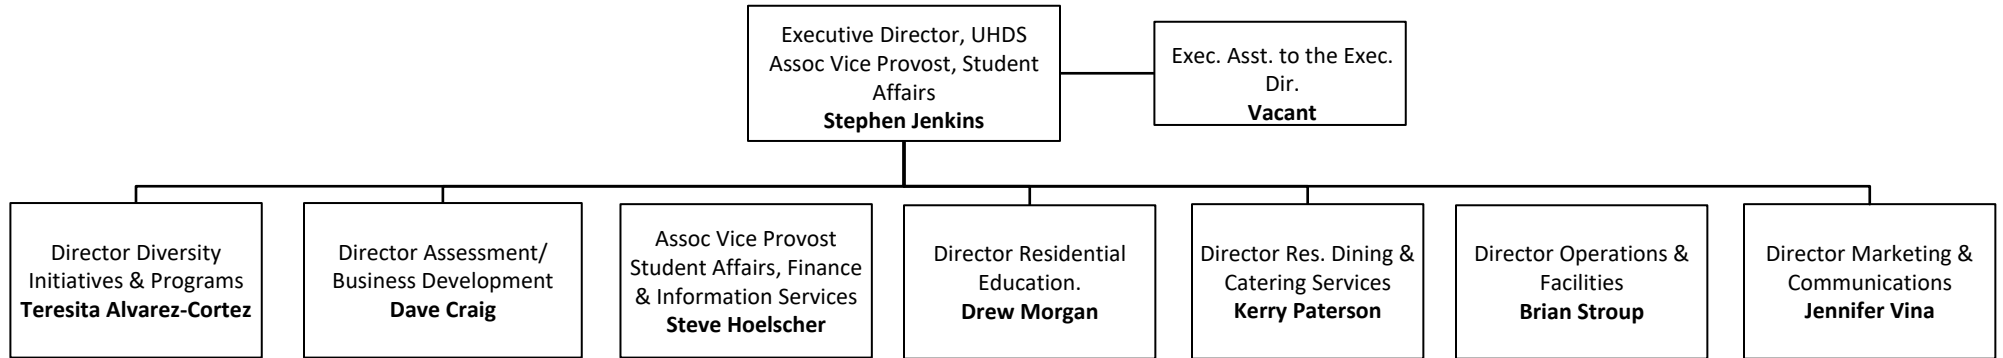 Executive Director, UHDS
Assoc Vice Provost, Student
Affairs
Stephen Jenkins
Exec. Asst. to the Exec.
Dir.
Vacant
Director Diversity
Initiatives & Programs
Teresita Alvarez-Cortez
Director Assessment/
Business Development
Dave Craig
Assoc Vice Provost
Student Affairs, Finance
& Information Services
Steve Hoelscher
Director Residential
Education.
Drew Morgan
Director Res. Dining &
Catering Services
Kerry Paterson
Director Operations &
Facilities
Brian Stroup
Director Marketing &
Communications
Jennifer Vina